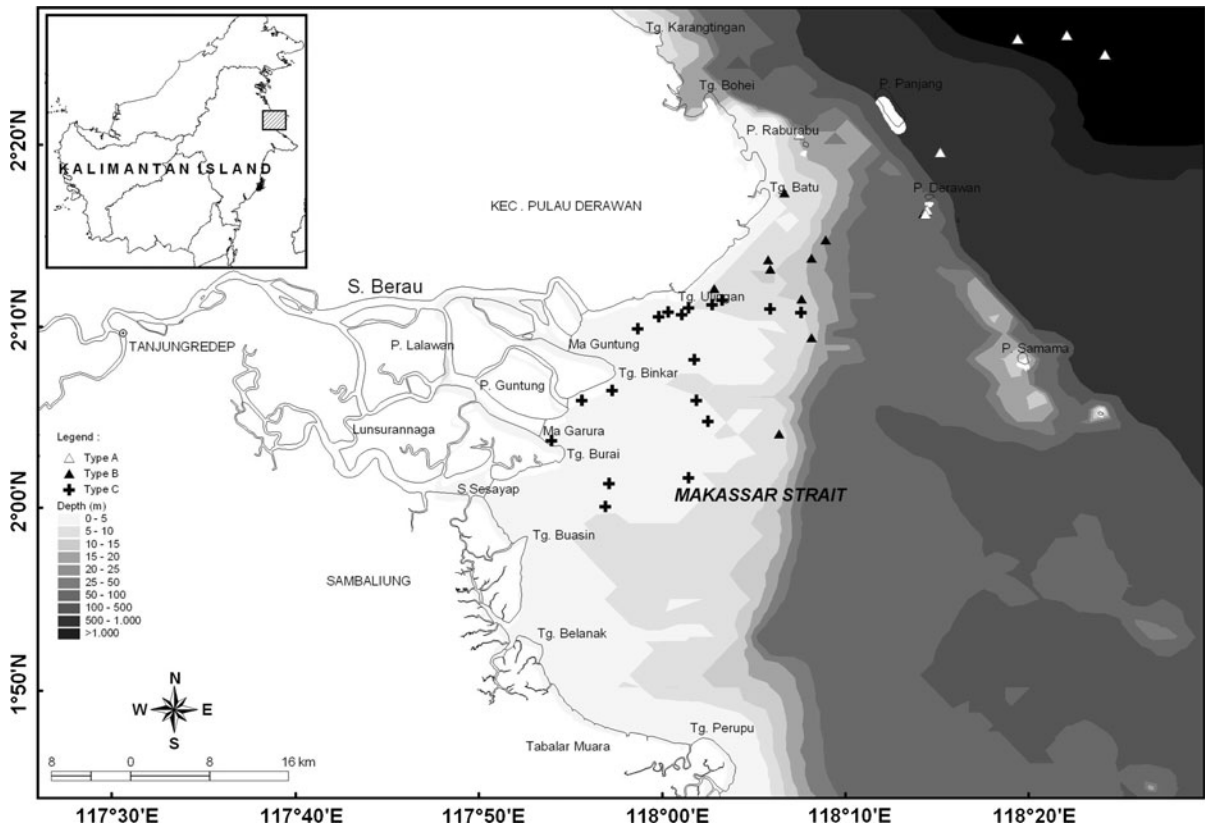 KALIMANTAN ISLAND
Tg. Karangtingan
Tg. Bohei
P. Panjang
P. Raburabu
Tg. Batu
P. Derawan
KEC . PULAU DERAWAN
S. Berau
Tg. Ulingan
TANJUNGREDEP
P. Lalawan
Ma Guntung
P. Samama
P. Guntung
Tg. Binkar
Lunsurannaga
Ma Garura
Tg. Burai
S.Sesayap
MAKASSAR STRAIT
Tg. Buasin
SAMBALIUNG
Tg. Belanak
Tg. Perupu
Tabalar Muara
Legend :
Type A
Type B
Type C
Depth (m)
0 - 5
5 - 10
10 - 15
15 - 20
20 - 25
25 - 50
50 - 100
100 - 500
500 - 1.000
>1.000
N
W E
S
8 0 8 16 km
2°20'N
2°10'N
2°00'N
1°50'N
117°30'E 117°40'E 117°50'E 118°00'E 118°10'E 118°20'E